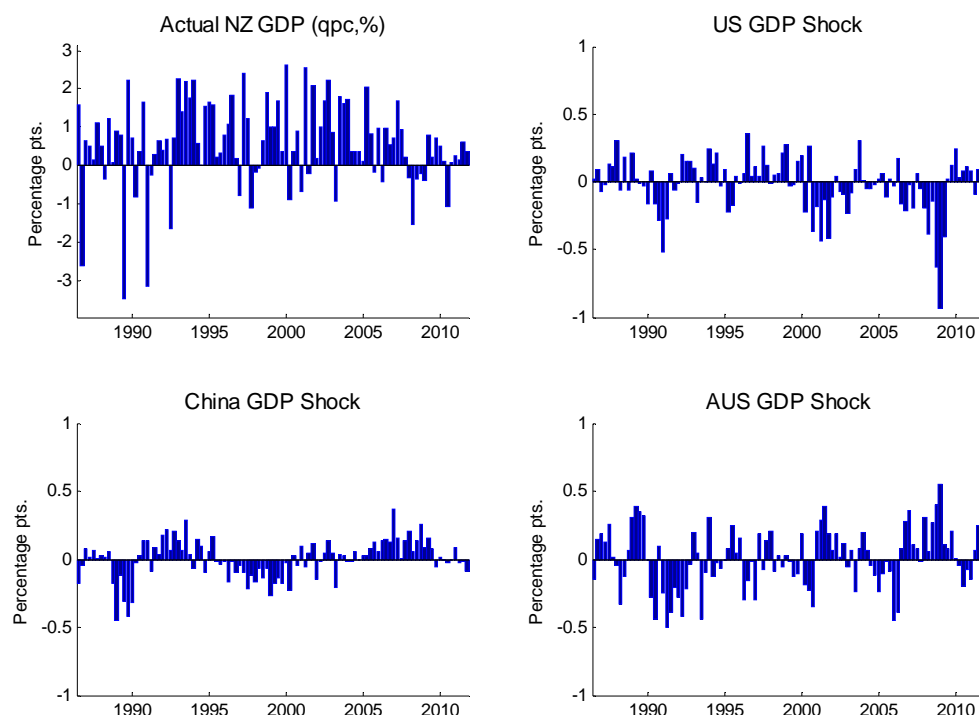 Actual NZ GDP (qpc,%)
Percentage pts.
3
2
1
0
-1
-2
-3
1990 1995 2000 2005 2010
US GDP Shock
Percentage pts.
1
0.5
0
-0.5
-1
1990 1995 2000 2005 2010
China GDP Shock
Percentage pts.
1
0.5
0
-0.5
-1
1990 1995 2000 2005 2010
AUS GDP Shock
Percentage pts.
1
0.5
0
-0.5
-1
1990 1995 2000 2005 2010